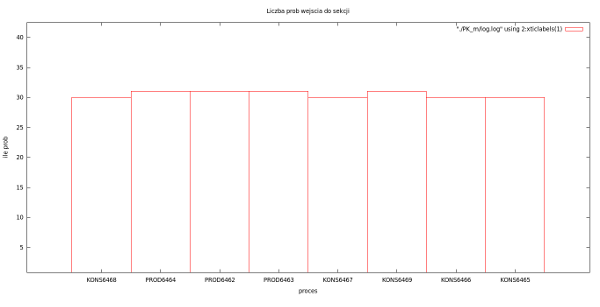 Liczba prob wejscia do sekcji
"./PK_m/log.log" using 2:xticlabels(1)
40
35
30
25
20
15
10
5
Ile prob
KONS6468 PROD6464 PROD6462 PROD6463 KONS6467 KONS6469 KONS6466 KONS6465
proces